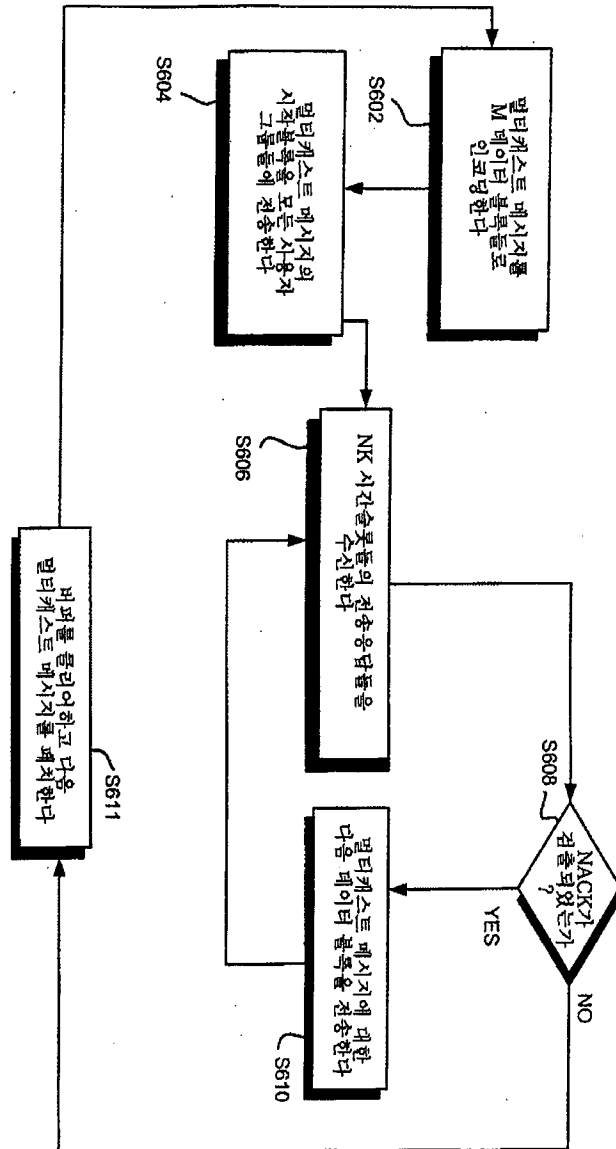 멀티캐스트 메시지를
M 데이터 블록들로
인코딩한다
S602
멀티캐스트 메시지의
시작블록을 모든 사용자
그룹들에 전송한다
S604
NK 시간슬롯들의 전송응답들을
수신한다
S606
NACK가
검출되었는가
?
S608
YES
NO
멀티캐스트 메시지에 대한
다음 데이터 블록을 전송한다
S610
버퍼를 클리어하고 다음
멀티캐스트 메시지를 페치한다
S611